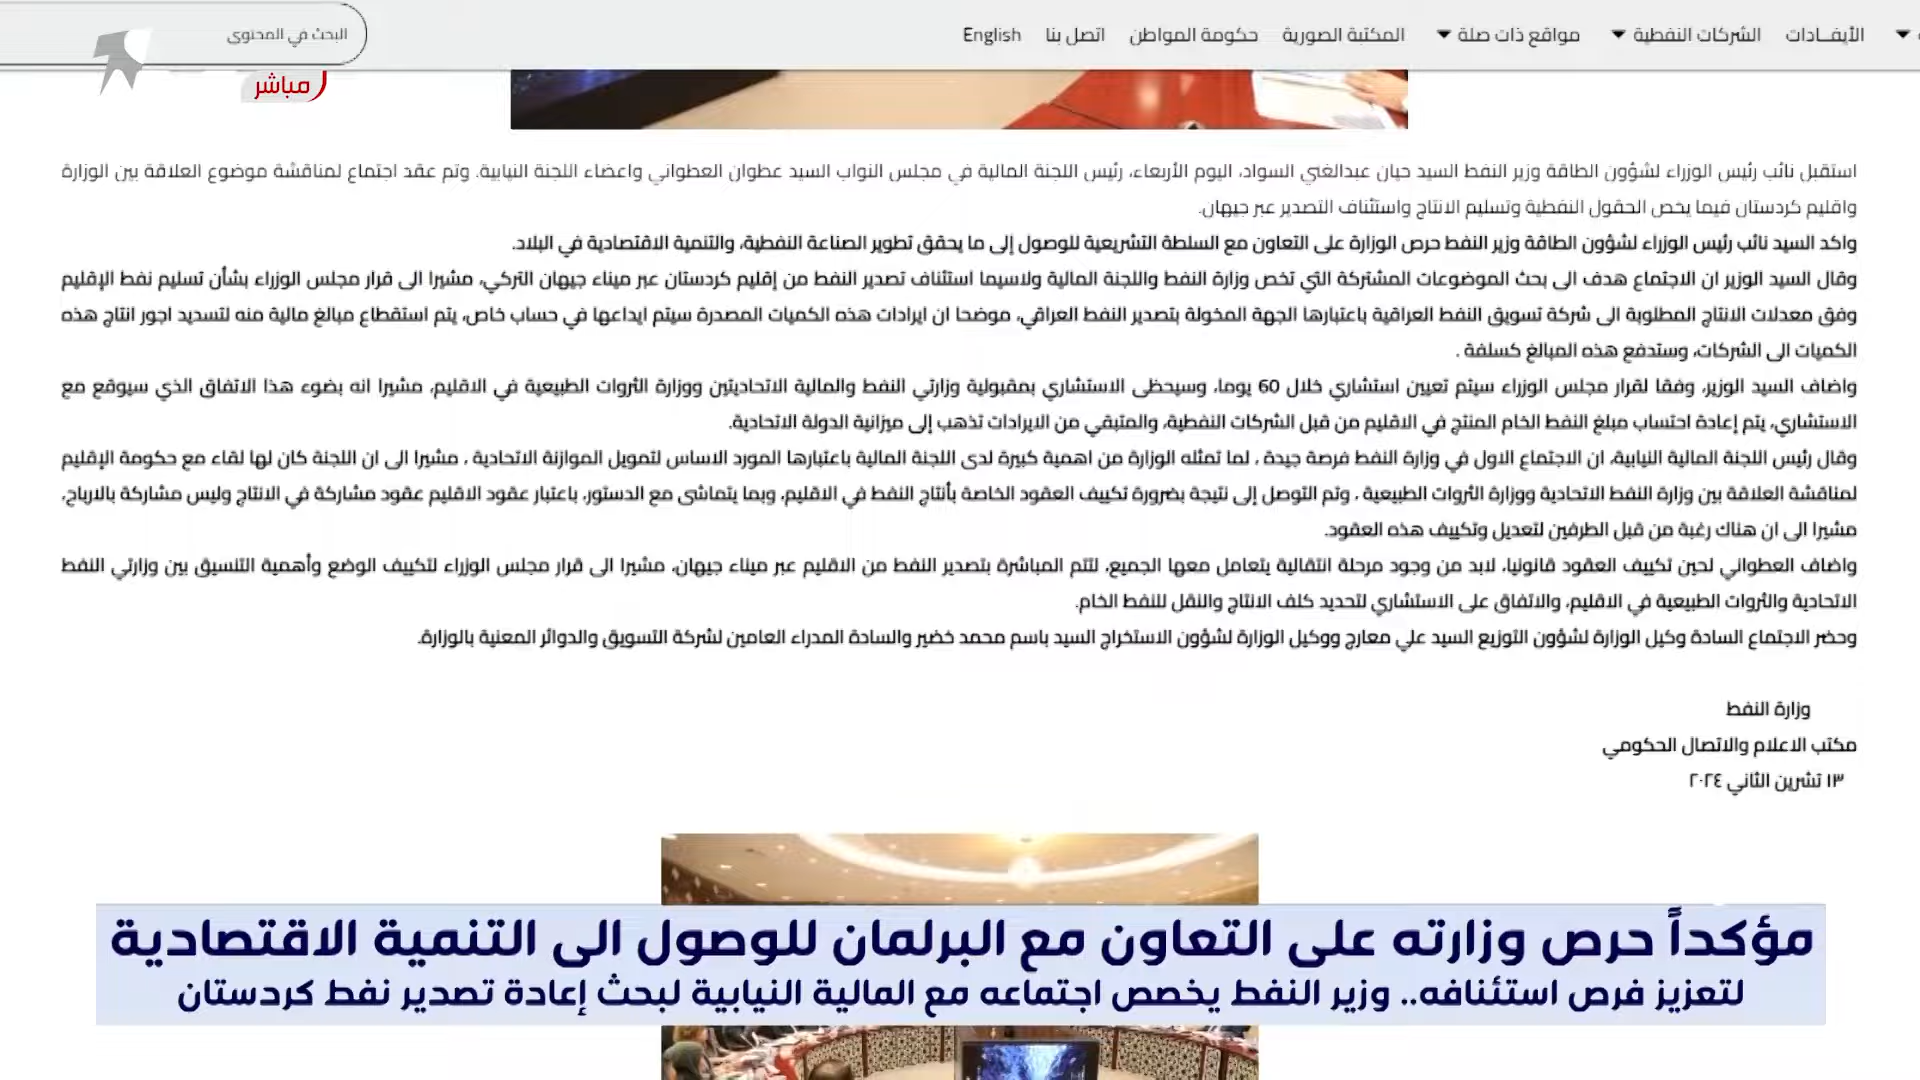 الأيفــادات الشركات النفطية مواقع ذات صلة المكتبة الصورية حكومة المواطن اتصل بنا English البحث في المحتوى
مباشر
استقبل نائب رئيس الوزراء لشؤون الطاقة وزير النفط السيد حيان عبدالغني السواد، اليوم الأربعاء، رئيس اللجنة المالية في مجلس النواب السيد عطوان العطواني واعضاء اللجنة النيابية. وتم عقد اجتماع لمناقشة موضوع العلاقة بين الوزارة
واقليم كردستان فيما يخص الحقول النفطية وتسليم الانتاج واستئناف التصدير عبر جيهان.
واكد السيد نائب رئيس الوزراء لشؤون الطاقة وزير النفط حرص الوزارة على التعاون مع السلطة التشريعية للوصول إلى ما يحقق تطوير الصناعة النفطية، والتنمية الاقتصادية في البلاد.
وقال السيد الوزير ان الاجتماع هدف الى بحث الموضوعات المشتركة التي تخص وزارة النفط واللجنة المالية ولاسيما استئناف تصدير النفط من إقليم كردستان عبر ميناء جيهان التركي، مشيرا الى قرار مجلس الوزراء بشأن تسليم نفط الإقليم
وفق معدلات الانتاج المطلوبة الى شركة تسويق النفط العراقية باعتبارها الجهة المخولة بتصدير النفط العراقي، موضحا ان ايرادات هذه الكميات المصدرة سيتم ايداعها في حساب خاص، يتم استقطاع مبالغ مالية منه لتسديد اجور انتاج هذه
الكميات الى الشركات، وستدفع هذه المبالغ كسلفة .
واضاف السيد الوزير، وفقا لقرار مجلس الوزراء سيتم تعيين استشاري خلال 60 يوما، وسيحظى الاستشاري بمقبولية وزارتي النفط والمالية الاتحاديتين ووزارة الثروات الطبيعية في الاقليم، مشيرا انه بضوء هذا الاتفاق الذي سيوقع مع
الاستشاري، يتم إعادة احتساب مبلغ النفط الخام المنتج في الاقليم من قبل الشركات النفطية، والمتبقي من الايرادات تذهب إلى ميزانية الدولة الاتحادية.
وقال رئيس اللجنة المالية النيابية، ان الاجتماع الاول في وزارة النفط فرصة جيدة ، لما تمثله الوزارة من اهمية كبيرة لدى اللجنة المالية باعتبارها المورد الاساس لتمويل الموازنة الاتحادية ، مشيرا الى ان اللجنة كان لها لقاء مع حكومة الإقليم
لمناقشة العلاقة بين وزارة النفط الاتحادية ووزارة الثروات الطبيعية ، وتم التوصل إلى نتيجة بضرورة تكييف العقود الخاصة بأنتاج النفط في الاقليم، وبما يتماشى مع الدستور، باعتبار عقود الاقليم عقود مشاركة في الانتاج وليس مشاركة بالارباح،
مشيرا الى ان هناك رغبة من قبل الطرفين لتعديل وتكييف هذه العقود.
واضاف العطواني لحين تكييف العقود قانونيا، لابد من وجود مرحلة انتقالية يتعامل معها الجميع، لتتم المباشرة بتصدير النفط من الاقليم عبر ميناء جيهان، مشيرا الى قرار مجلس الوزراء لتكييف الوضع وأهمية التنسيق بين وزارتي النفط
الاتحادية والثروات الطبيعية في الاقليم، والاتفاق على الاستشاري لتحديد كلف الانتاج والنقل للنفط الخام.
وحضر الاجتماع السادة وكيل الوزارة لشؤون التوزيع السيد علي معارج ووكيل الوزارة لشؤون الاستخراج السيد باسم محمد خضير والسادة المدراء العامين لشركة التسويق والدوائر المعنية بالوزارة.
وزارة النفط
مكتب الاعلام والاتصال الحكومي
١٣ تشرين الثاني ٢٠٢٤
مؤكداً حرص وزارته على التعاون مع البرلمان للوصول الى التنمية الاقتصادية
لتعزيز فرص استئنافه.. وزير النفط يخصص اجتماعه مع المالية النيابية لبحث إعادة تصدير نفط كردستان